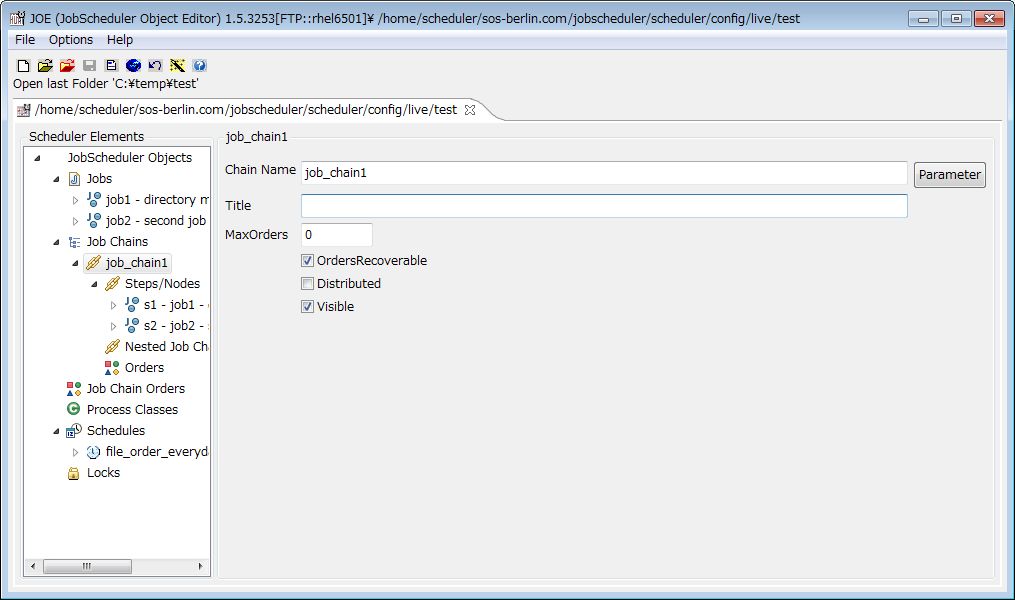 JOE (JobScheduler Object Editor) 1.5.3253[FTP::rhel6501]¥ /home/scheduler/sos-berlin.com/jobscheduler/scheduler/config/live/test
File Options Help
Open last Folder 'C:¥temp¥test'
/home/scheduler/sos-berlin.com/jobscheduler/scheduler/config/live/test
Scheduler Elements
JobScheduler Objects
Jobs
job1 - directory m
job2 - second job
Job Chains
job_chain1
Steps/Nodes
s1 - job1 -
s2 - job2 -
Nested Job Ch
Orders
Job Chain Orders
Process Classes
Schedules
file_order_everyd
Locks
job_chain1
Chain Name job_chain1 Parameter
Title
MaxOrders 0
OrdersRecoverable
Distributed
Visible